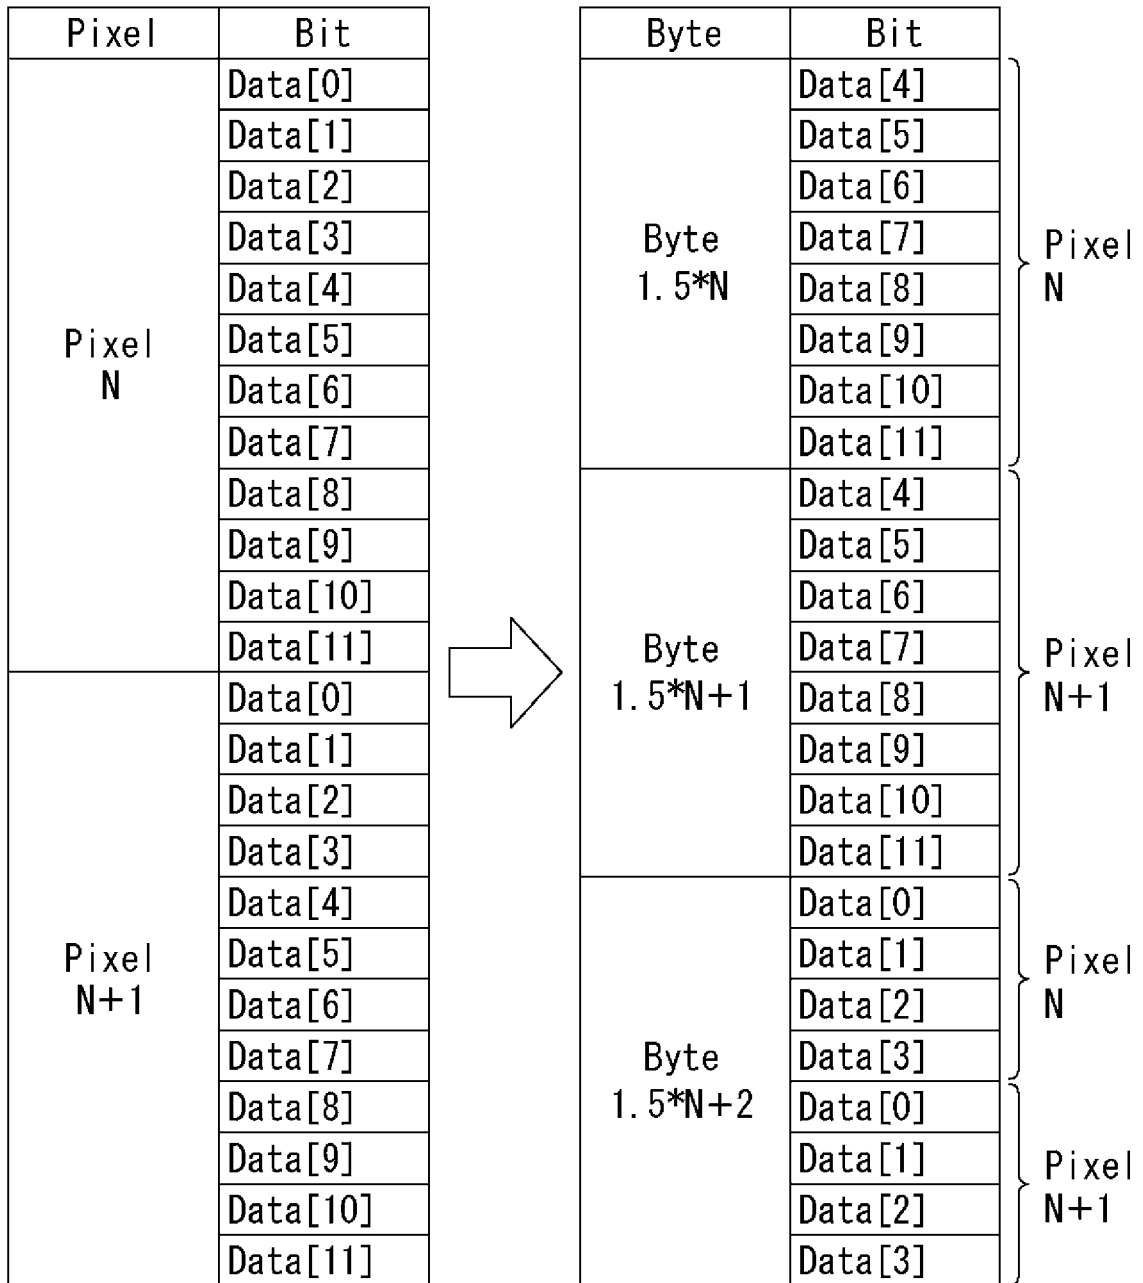 Pixel Bit
Pixel
N
Data[0]
Data[1]
Data[2]
Data[3]
Data[4]
Data[5]
Data[6]
Data[7]
Data[8]
Data[9]
Data[10]
Data[11]
Pixel
N+1
Data[0]
Data[1]
Data[2]
Data[3]
Data[4]
Data[5]
Data[6]
Data[7]
Data[8]
Data[9]
Data[10]
Data[11]
Byte Bit
Byte
1.5*N
Data[4]
Data[5]
Data[6]
Data[7]
Data[8]
Data[9]
Data[10]
Data[11]
Pixel
N
Byte
1.5*N+1
Data[4]
Data[5]
Data[6]
Data[7]
Data[8]
Data[9]
Data[10]
Data[11]
Pixel
N+1
Byte
1.5*N+2
Data[0]
Data[1]
Data[2]
Data[3]
Pixel
N
Data[0]
Data[1]
Data[2]
Data[3]
Pixel
N+1